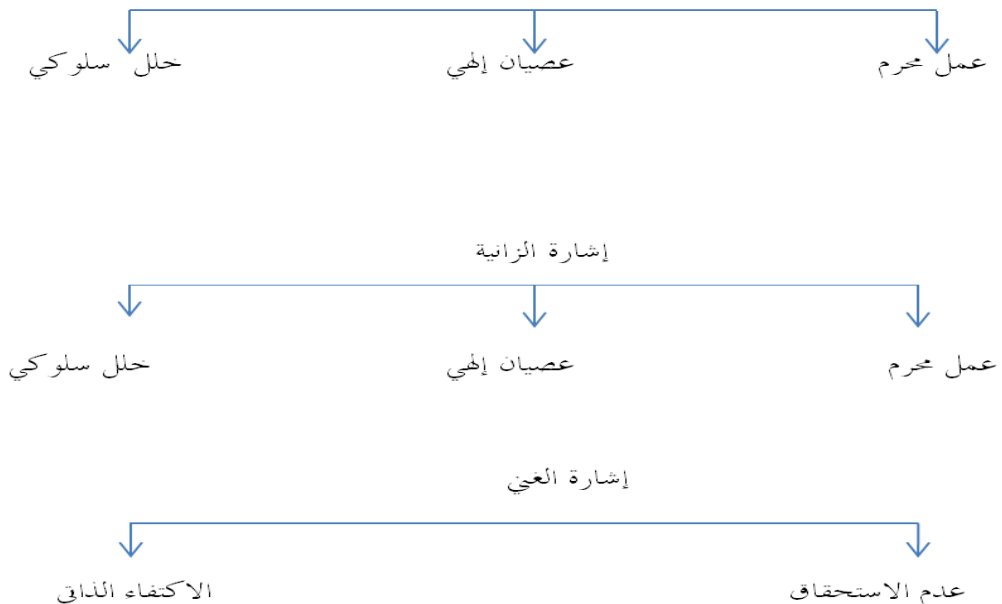 عمل محرم عصيان إلهي خلل سلوكي
إشارة الزانية
عمل محرم عصيان إلهي خلل سلوكي
إشارة الغني
عدم الاستحقاق الاكتفاء الذاتي